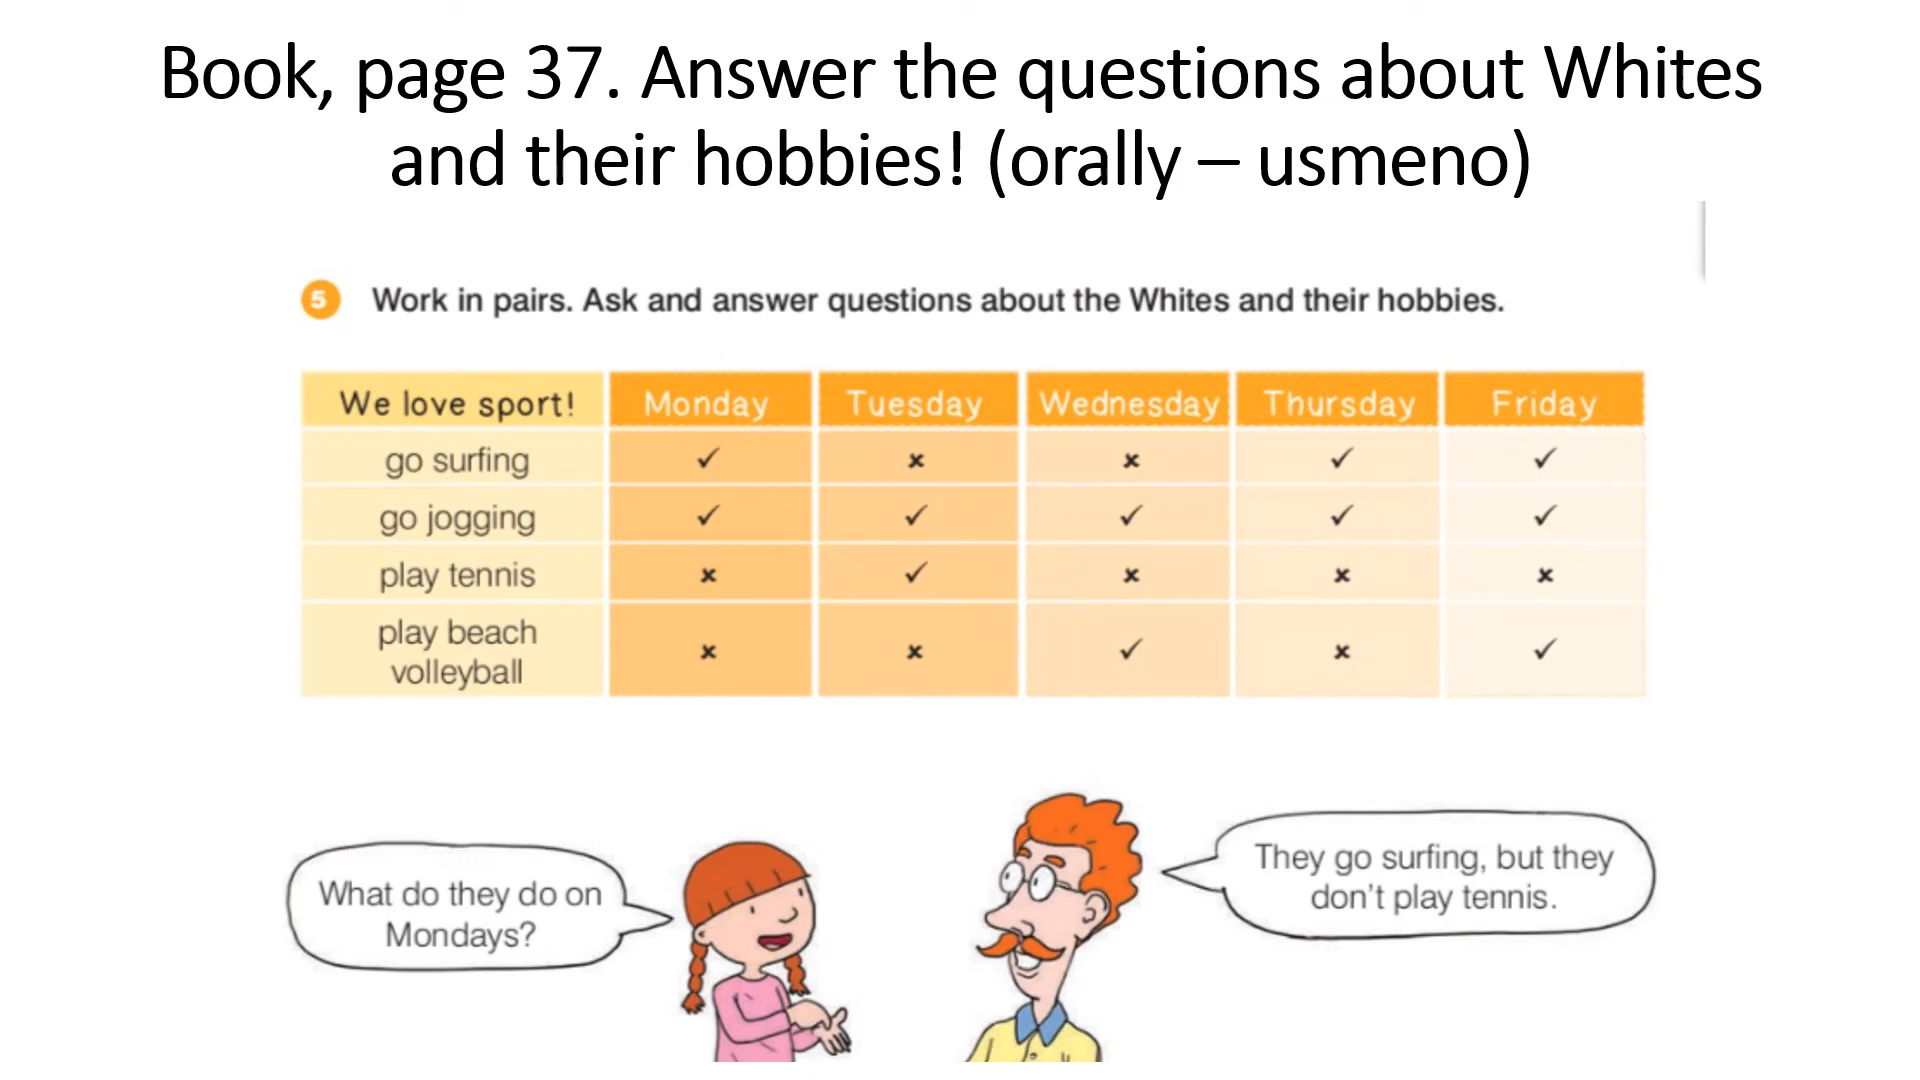 Book, page 37. Answer the questions about Whites
and their hobbies! (orally – usmeno)
5 Work in pairs. Ask and answer questions about the Whites and their hobbies.
We love sport! Monday Tuesday Wednesday Thursday Friday
go surfing ✓ × × ✓ ✓
go jogging ✓ ✓ ✓ ✓ ✓
play tennis × ✓ × × ×
play beach
volleyball × × ✓ × ✓
What do they do on
Mondays?
They go surfing, but they
don't play tennis.